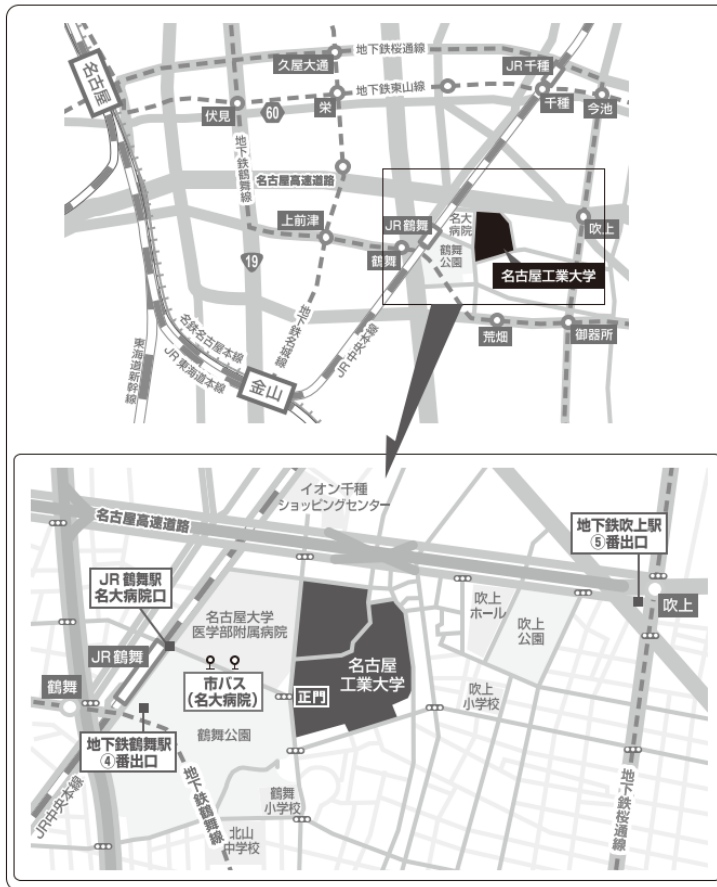 地下鉄桜通線
久屋大通
JR千種
名古屋
地下鉄東山線
伏見
60
栄
千種
今池
地下鉄鶴舞線
名古屋高速道路
上前津
JR鶴舞
名大
病院
吹上
鶴舞
鶴舞
公園
19
名古屋工業大学
地下鉄名城線
名鉄名古屋本線
JR東海道本線
東海道新幹線
JR中央本線
荒畑
御器所
金山
イオン千種
ショッピングセンター
名古屋高速道路
地下鉄吹上駅
⑤番出口
JR鶴舞駅
名大病院口
名古屋大学
医学部附属病院
吹上
ホール
吹上
公園
吹上
JR鶴舞
名古屋
工業大学
鶴舞
市バス
(名大病院)
正門
吹上
小学校
地下鉄鶴舞駅
④番出口
鶴舞公園
JR中央本線
地下鉄鶴舞線
鶴舞
小学校
北山
中学校
地下鉄桜通線